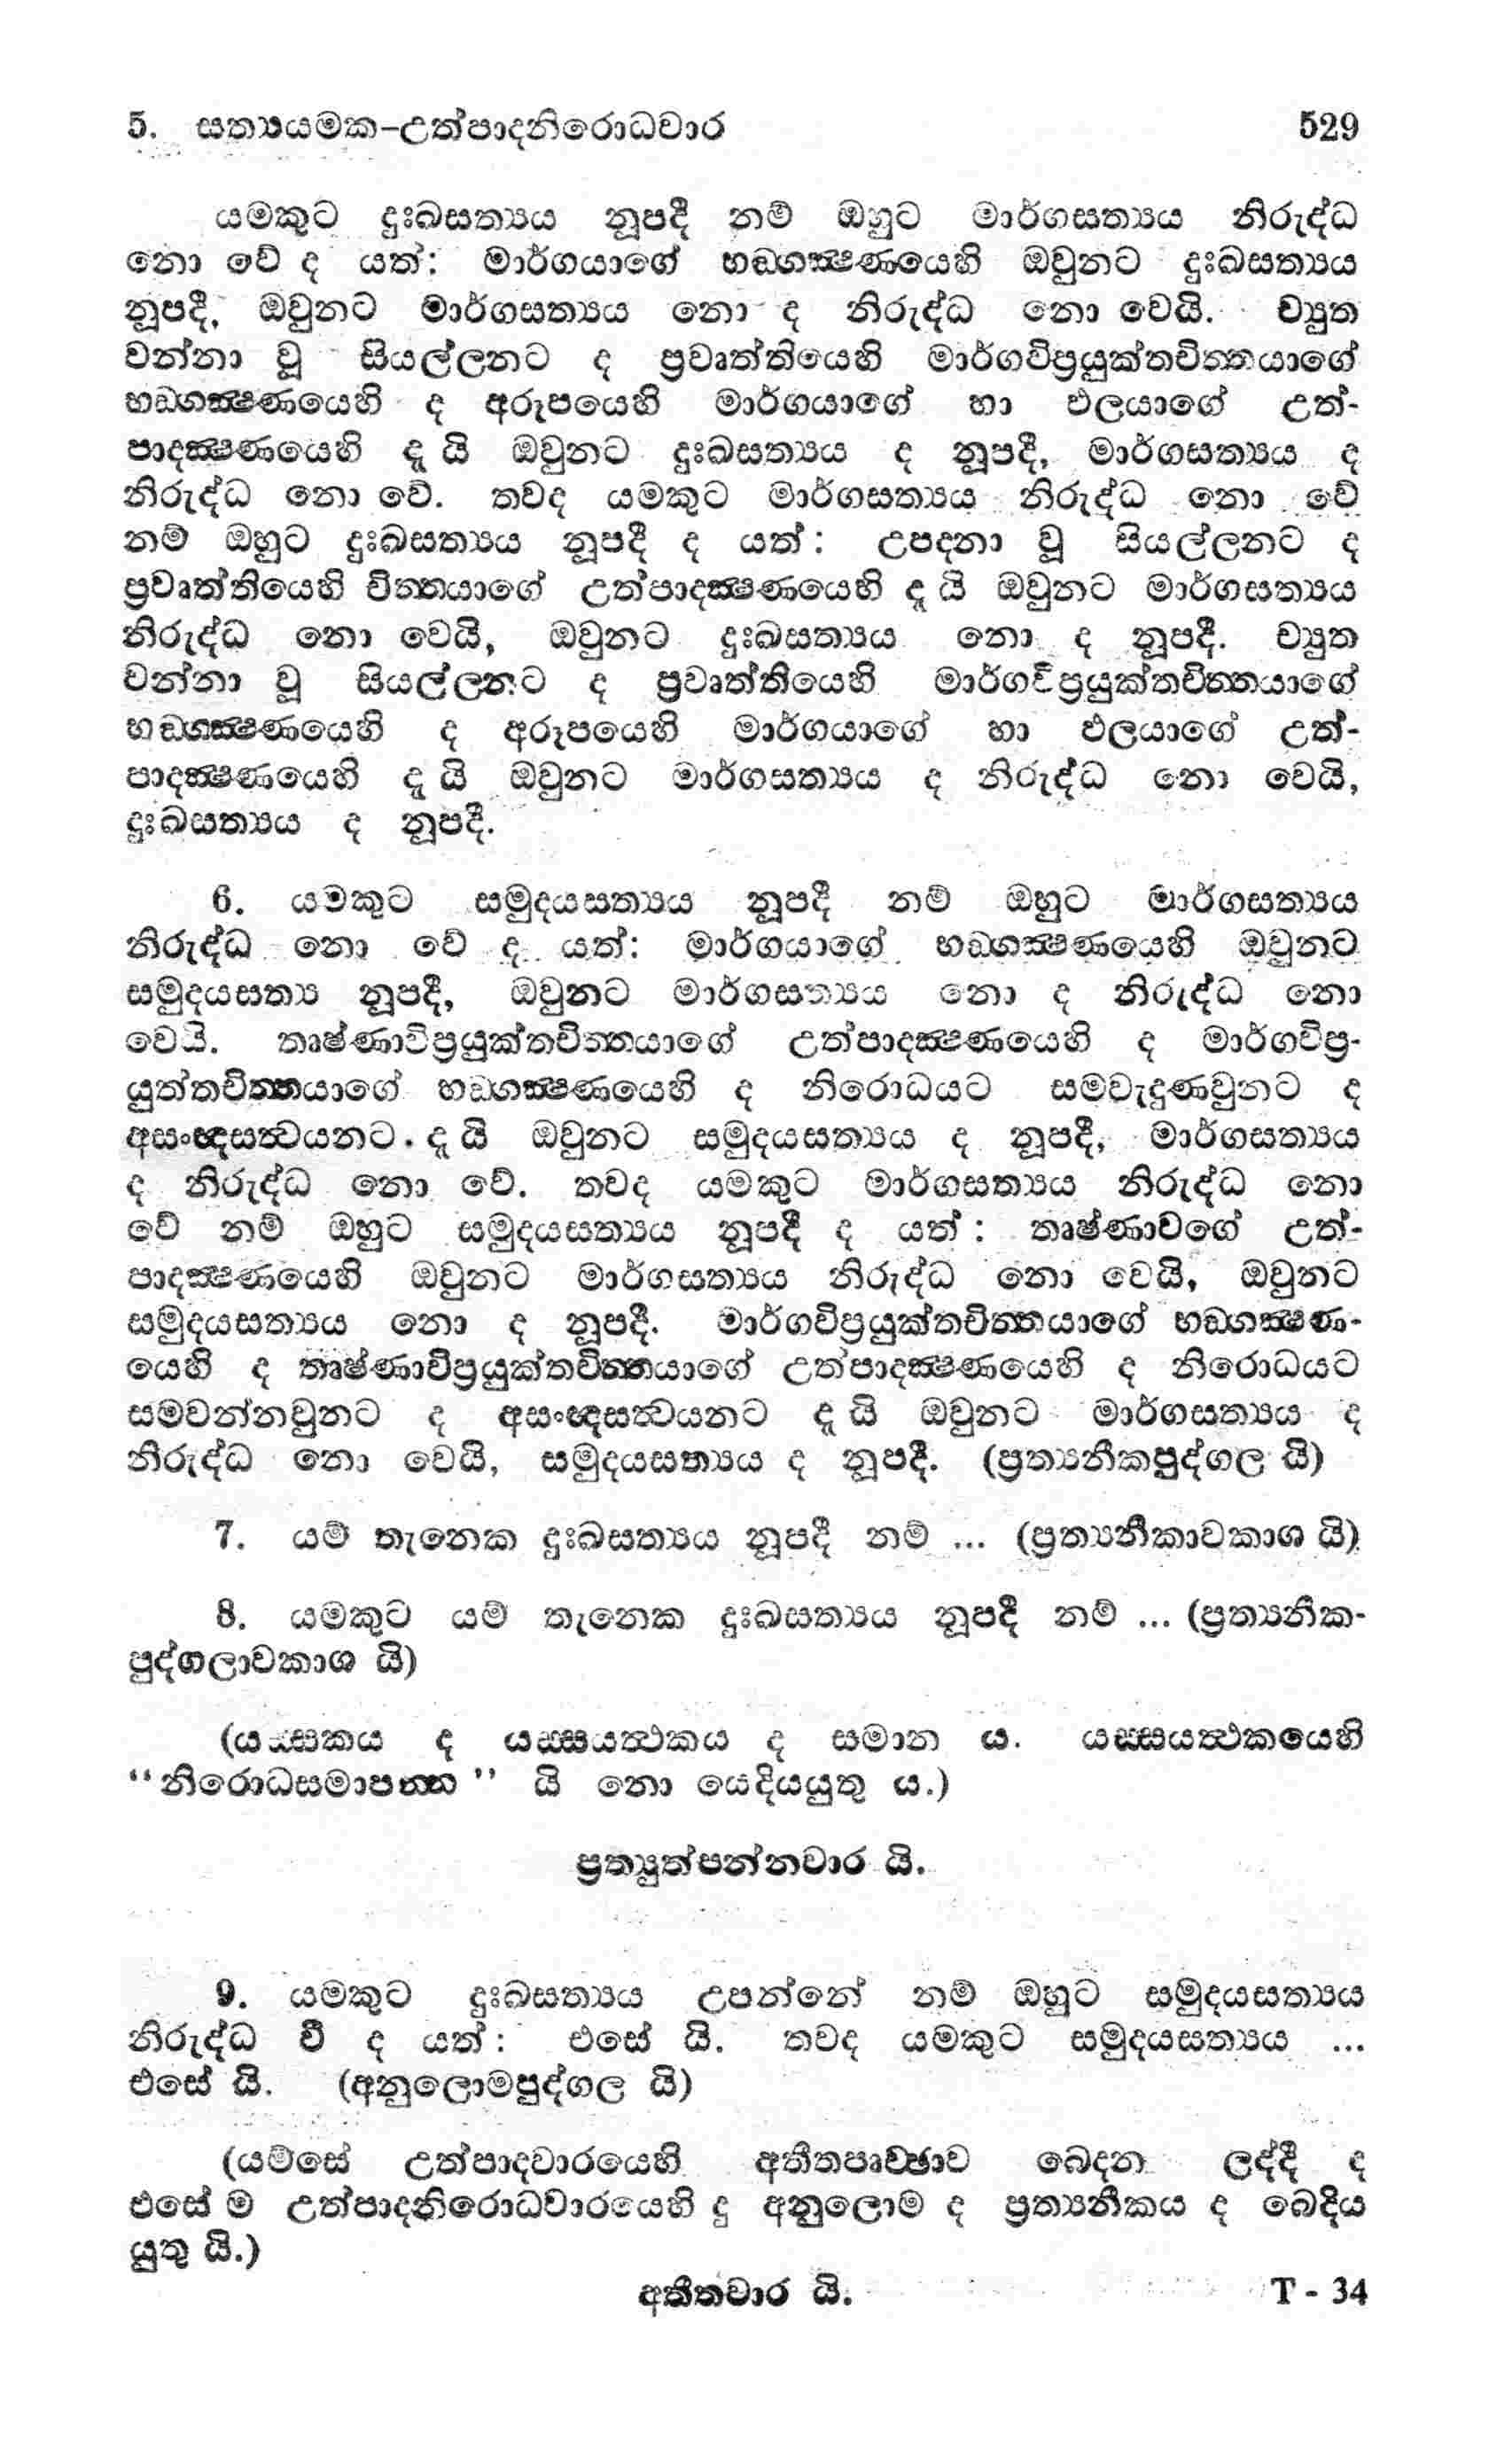 5. සත්‍යයමක–උත්පාදනිරොධවාර 529
යමකුට දුඃඛසත්‍යය නූපදී නම් ඔහුට මාර්ගසත්‍යය නිරුද්ධ
නො වේ ද යත්: මාර්ගයාගේ භඞ්ගක්‍ෂණයෙහි ඔවුනට දුඃඛසත්‍යය
නූපදී, ඔවුනට මාර්ගසත්‍යය නො ද නිරුද්ධ නො වෙයි. ච්‍යුත
වන්නා වූ සියල්ලනට ද ප්‍රවෘත්තියෙහි මාර්ගවිප්‍රයුක්තචිත්තයාගේ
භඞ්ගක්‍ෂණයෙහි ද අරූපයෙහි මාර්ගයාගේ හා ඵලයාගේ උත්-
පාදක්‍ෂණයෙහි දැ යි ඔවුනට දුඃඛසත්‍යය ද නූපදී, මාර්ගසත්‍යය ද
නිරුද්ධ නො වේ. තවද යමකුට මාර්ගසත්‍යය නිරුද්ධ නො වේ
නම් ඔහුට දුඃඛසත්‍යය නූපදී ද යත්: උපදනා වූ සියල්ලනට ද
ප්‍රවෘත්තියෙහි චිත්තයාගේ උත්පාදක්‍ෂණයෙහි දැ යි ඔවුනට මාර්ගසත්‍යය
නිරුද්ධ නො වෙයි, ඔවුනට දුඃඛසත්‍යය නො ද නූපදී. ච්‍යුත
වන්නා වූ සියල්ලනට ද ප්‍රවෘත්තියෙහි මාර්ගවිප්‍රයුක්තචිත්තයාගේ
භඞ්ගක්‍ෂණයෙහි ද අරූපයෙහි මාර්ගයාගේ හා ඵලයාගේ උත්-
පාදක්‍ෂණයෙහි දැ යි ඔවුනට මාර්ගසත්‍යය ද නිරුද්ධ නො වෙයි,
දුඃඛසත්‍යය ද නූපදී.
6. යමකුට සමුදයසත්‍යය නූපදී නම් ඔහුට මාර්ගසත්‍යය
නිරුද්ධ නො වේ ද යත්: මාර්ගයාගේ භඞ්ගක්‍ෂණයෙහි ඔවුනට
සමුදයසත්‍ය නූපදී, ඔවුනට මාර්ගසත්‍යය නො ද නිරුද්ධ නො
වෙයි. තෘෂ්ණාවිප්‍රයුක්තචිත්තයාගේ උත්පාදක්‍ෂණයෙහි ද මාර්ගවිප්‍ර-
යුත්තචිත්තයාගේ භඞ්ගක්‍ෂණයෙහි ද නිරොධයට සමවැදුණවුනට ද
අසංඥසත්ත්‍වයනට. දැ යි ඔවුනට සමුදයසත්‍යය ද නූපදී, මාර්ගසත්‍යය
ද නිරුද්ධ නො වේ. තවද යමකුට මාර්ගසත්‍යය නිරුද්ධ නො
වේ නම් ඔහුට සමුදයසත්‍යය නූපදී ද යත්: තෘෂ්ණාවගේ උත්-
පාදක්‍ෂණයෙහි ඔවුනට මාර්ගසත්‍යය නිරුද්ධ නො වෙයි, ඔවුනට
සමුදයසත්‍යය නො ද නූපදී. මාර්ගවිප්‍රයුක්තචිත්තයාගේ භඞ්ගක්‍ෂණ-
යෙහි ද තෘෂ්ණාවිප්‍රයුක්තචිත්තයාගේ උත්පාදක්‍ෂණයෙහි ද නිරොධයට
සමවන්නවුනට ද අසංඥසත්ත්‍වයනට දැ යි ඔවුනට මාර්ගසත්‍යය ද
නිරුද්ධ නො වෙයි, සමුදයසත්‍යය ද නූපදී. (ප්‍රත්‍යනීකපුද්ගල යි)
7. යම් තැනෙක දුඃඛසත්‍යය නූපදී නම් ... (ප්‍රත්‍යනීකාවකාශ යි)
8. යමකුට යම් තැනෙක දුඃඛසත්‍යය නූපදී නම් ... (ප්‍රත්‍යනීක-
පුද්ගලාවකාශ යි)
(යස්සකය ද යස්සයත්ථකය ද සමාන ය. යස්සයත්ථකයෙහි
“නිරොධසමාපන්න” යි නො යෙදියයුතු ය.)
ප්‍රත්‍යුත්පන්නවාර යි.
9. යමකුට දුඃඛසත්‍යය උපන්නේ නම් ඔහුට සමුදයසත්‍යය
නිරුද්ධ වී ද යත්: එසේ යි. තවද යමකුට සමුදයසත්‍යය ...
එසේ යි. (අනුලොමපුද්ගල යි)
(යම්සේ උත්පාදවාරයෙහි අතීතපෘච්ඡාව බෙදන ලද්දී ද
එසේ ම උත්පාදනිරොධවාරයෙහි දු අනුලොම ද ප්‍රත්‍යනීකය ද බෙදිය
යුතු යි.)
අතීතවාර යි. T - 34